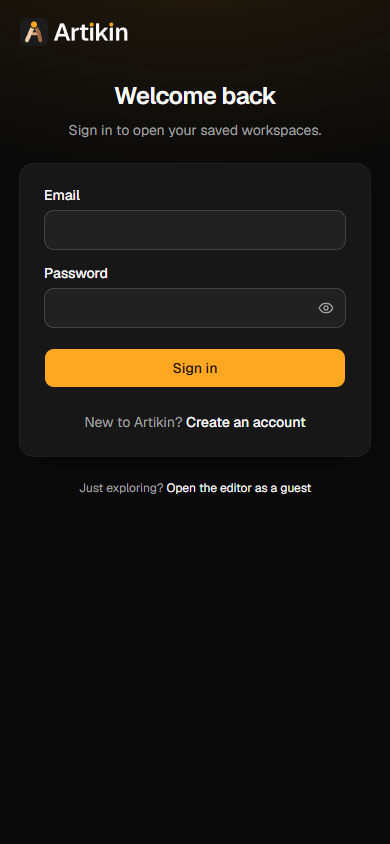 Artikin
Welcome back
Sign in to open your saved workspaces.
Email
Password
Sign in
New to Artikin? Create an account
Just exploring? Open the editor as a guest